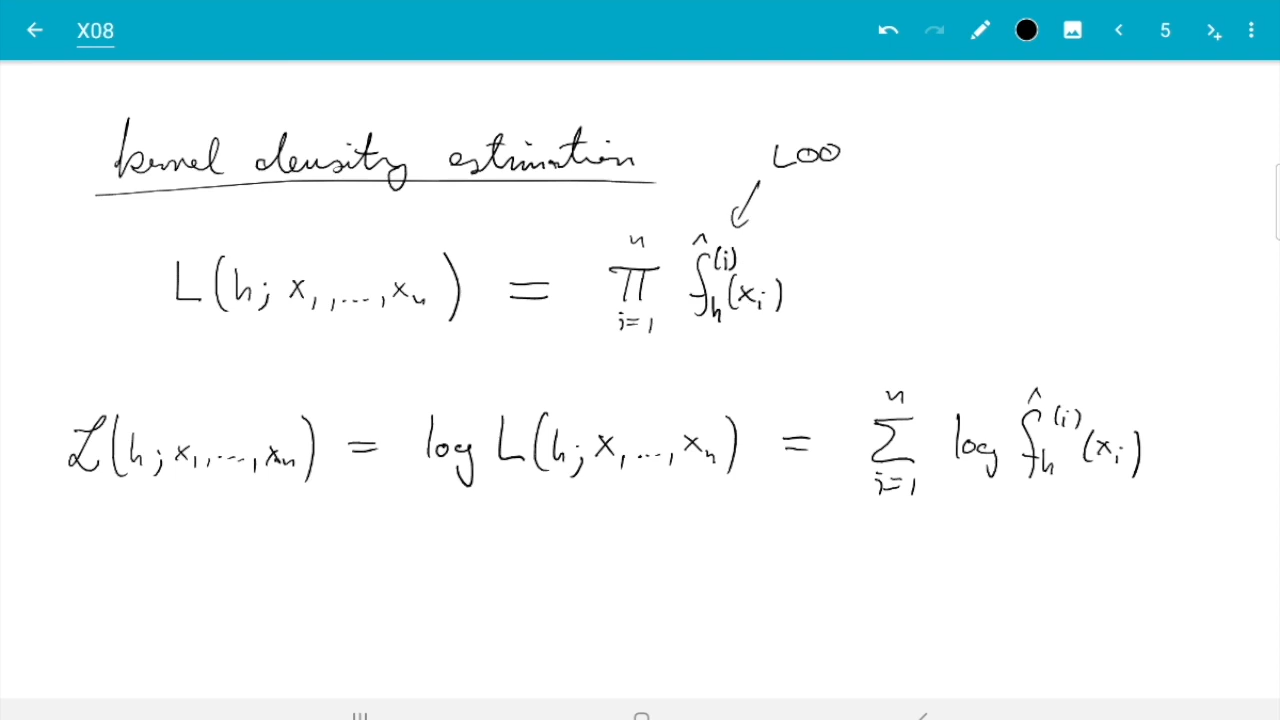 X08
5
kernel density estimation
LOO
L(h; x₁,...,xₙ) = ∏ᵢ₌₁ⁿ f̂ₕ⁽ⁱ⁾(xᵢ)
ℒ(h; x₁,...,xₙ) = log L(h; x₁,...,xₙ) = ∑ᵢ₌₁ⁿ log f̂ₕ⁽ⁱ⁾(xᵢ)